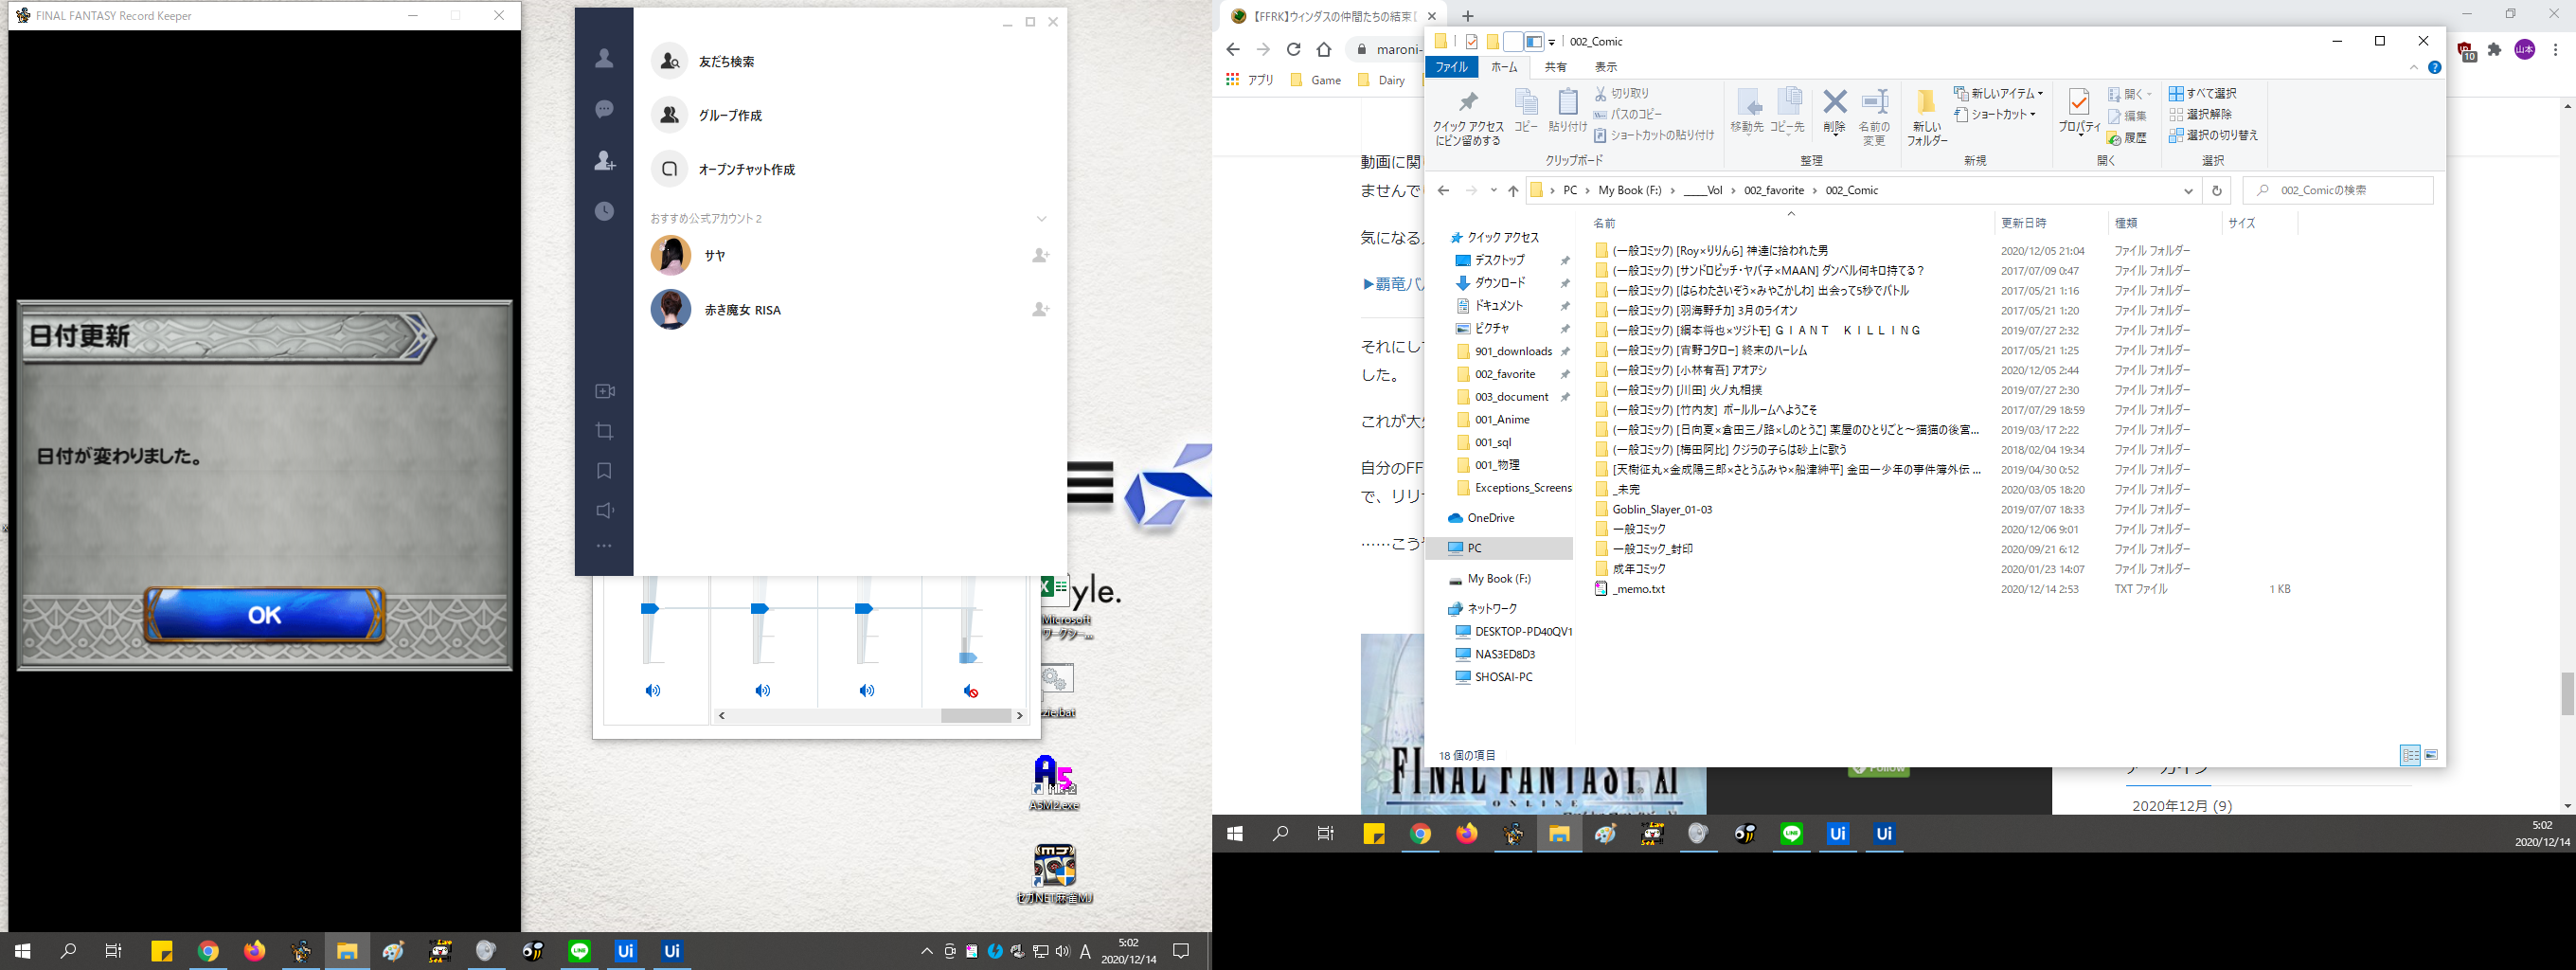 FINAL FANTASY Record Keeper
日付更新
日付が変わりました。
OK
友だち検索
グループ作成
オープンチャット作成
おすすめ公式アカウント 2
サヤ
赤き魔女 RISA
yle.
Microsoft
ワークシー...
zie.bat
A5M2.exe
セガNET麻雀MJ
A
5:02
2020/12/14
【FFRK】ウィンダスの仲間たちの結束
maroni-
アプリ
Game
Dairy
10
山本
動画に関
ませんで
気になる
▶覇竜バ
それにし
した。
これが大
自分のFF
で、リリ
……こう
FINAL FANTASY XI
ONLINE
Follow
アーカイブ
2020年12月 (9)
002_Comic
ファイル
ホーム
共有
表示
クイック アクセス
にピン留めする
コピー
貼り付け
切り取り
パスのコピー
ショートカットの貼り付け
クリップボード
移動先
コピー先
削除
名前の
変更
整理
新しい
フォルダー
新しいアイテム
ショートカット
新規
プロパティ
開く
編集
履歴
開く
すべて選択
選択解除
選択の切り替え
選択
PC
My Book (F:)
_____Vol
002_favorite
002_Comic
002_Comicの検索
クイック アクセス
デスクトップ
ダウンロード
ドキュメント
ピクチャ
901_downloads
002_favorite
003_document
001_Anime
001_sql
001_物理
Exceptions_Screens
OneDrive
PC
My Book (F:)
ネットワーク
DESKTOP-PD40QV1
NAS3ED8D3
SHOSAI-PC
名前 更新日時 種類 サイズ
(一般コミック) [Roy×りりんら] 神達に拾われた男 2020/12/05 21:04 ファイル フォルダー
(一般コミック) [サンドロビッチ・ヤバ子×MAAN] ダンベル何キロ持てる？ 2017/07/09 0:47 ファイル フォルダー
(一般コミック) [はらわたさいぞう×みやこかしわ] 出会って5秒でバトル 2017/05/21 1:16 ファイル フォルダー
(一般コミック) [羽海野チカ] 3月のライオン 2017/05/21 1:20 ファイル フォルダー
(一般コミック) [綱本将也×ツジトモ] ＧＩＡＮＴ　ＫＩＬＬＩＮＧ 2019/07/27 2:32 ファイル フォルダー
(一般コミック) [宵野コタロー] 終末のハーレム 2017/05/21 1:25 ファイル フォルダー
(一般コミック) [小林有吾] アオアシ 2020/12/05 2:44 ファイル フォルダー
(一般コミック) [川田] 火ノ丸相撲 2019/07/27 2:30 ファイル フォルダー
(一般コミック) [竹内友] ボールルームへようこそ 2017/07/29 18:59 ファイル フォルダー
(一般コミック) [日向夏×倉田三ノ路×しのとうこ] 薬屋のひとりごと～猫猫の後宮... 2019/03/17 2:22 ファイル フォルダー
(一般コミック) [梅田阿比] クジラの子らは砂上に歌う 2018/02/04 19:34 ファイル フォルダー
[天樹征丸×金成陽三郎×さとうふみや×船津紳平] 金田一少年の事件簿外伝 ... 2019/04/30 0:52 ファイル フォルダー
_未完 2020/03/05 18:20 ファイル フォルダー
Goblin_Slayer_01-03 2019/07/07 18:33 ファイル フォルダー
一般コミック 2020/12/06 9:01 ファイル フォルダー
一般コミック_封印 2020/09/21 6:12 ファイル フォルダー
成年コミック 2020/01/23 14:07 ファイル フォルダー
_memo.txt 2020/12/14 2:53 TXT ファイル 1 KB
18 個の項目
LINE
Ui
Ui
5:02
2020/12/14